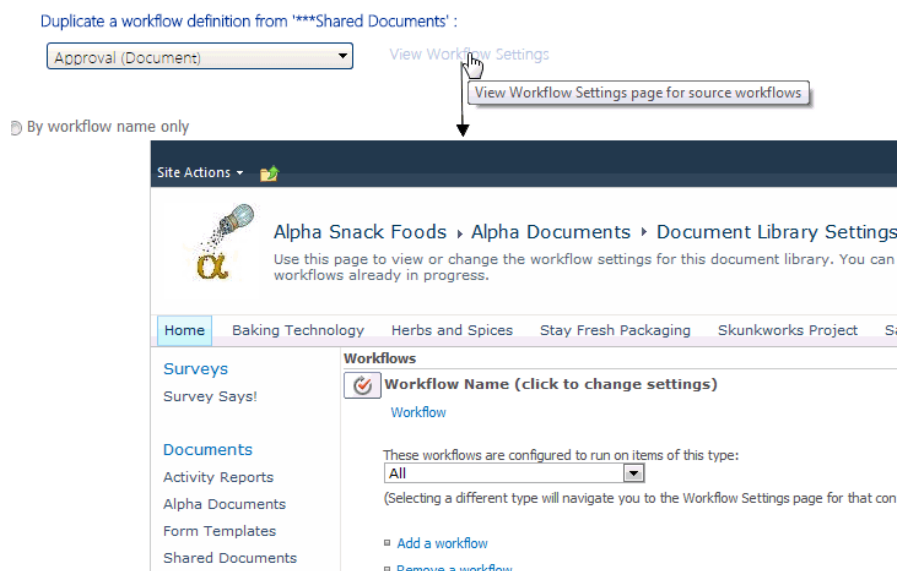 Duplicate a workflow definition from '***Shared Documents' :
Approval (Document)
View Workflow Settings
View Workflow Settings page for source workflows
By workflow name only
Site Actions
Alpha Snack Foods Alpha Documents Document Library Settings
Use this page to view or change the workflow settings for this document library. You can
workflows already in progress.
Home Baking Technology Herbs and Spices Stay Fresh Packaging Skunkworks Project Sa
Surveys
Survey Says!
Documents
Activity Reports
Alpha Documents
Form Templates
Shared Documents
Workflows
Workflow Name (click to change settings)
Workflow
These workflows are configured to run on items of this type:
All
(Selecting a different type will navigate you to the Workflow Settings page for that con
Add a workflow
Remove a workflow